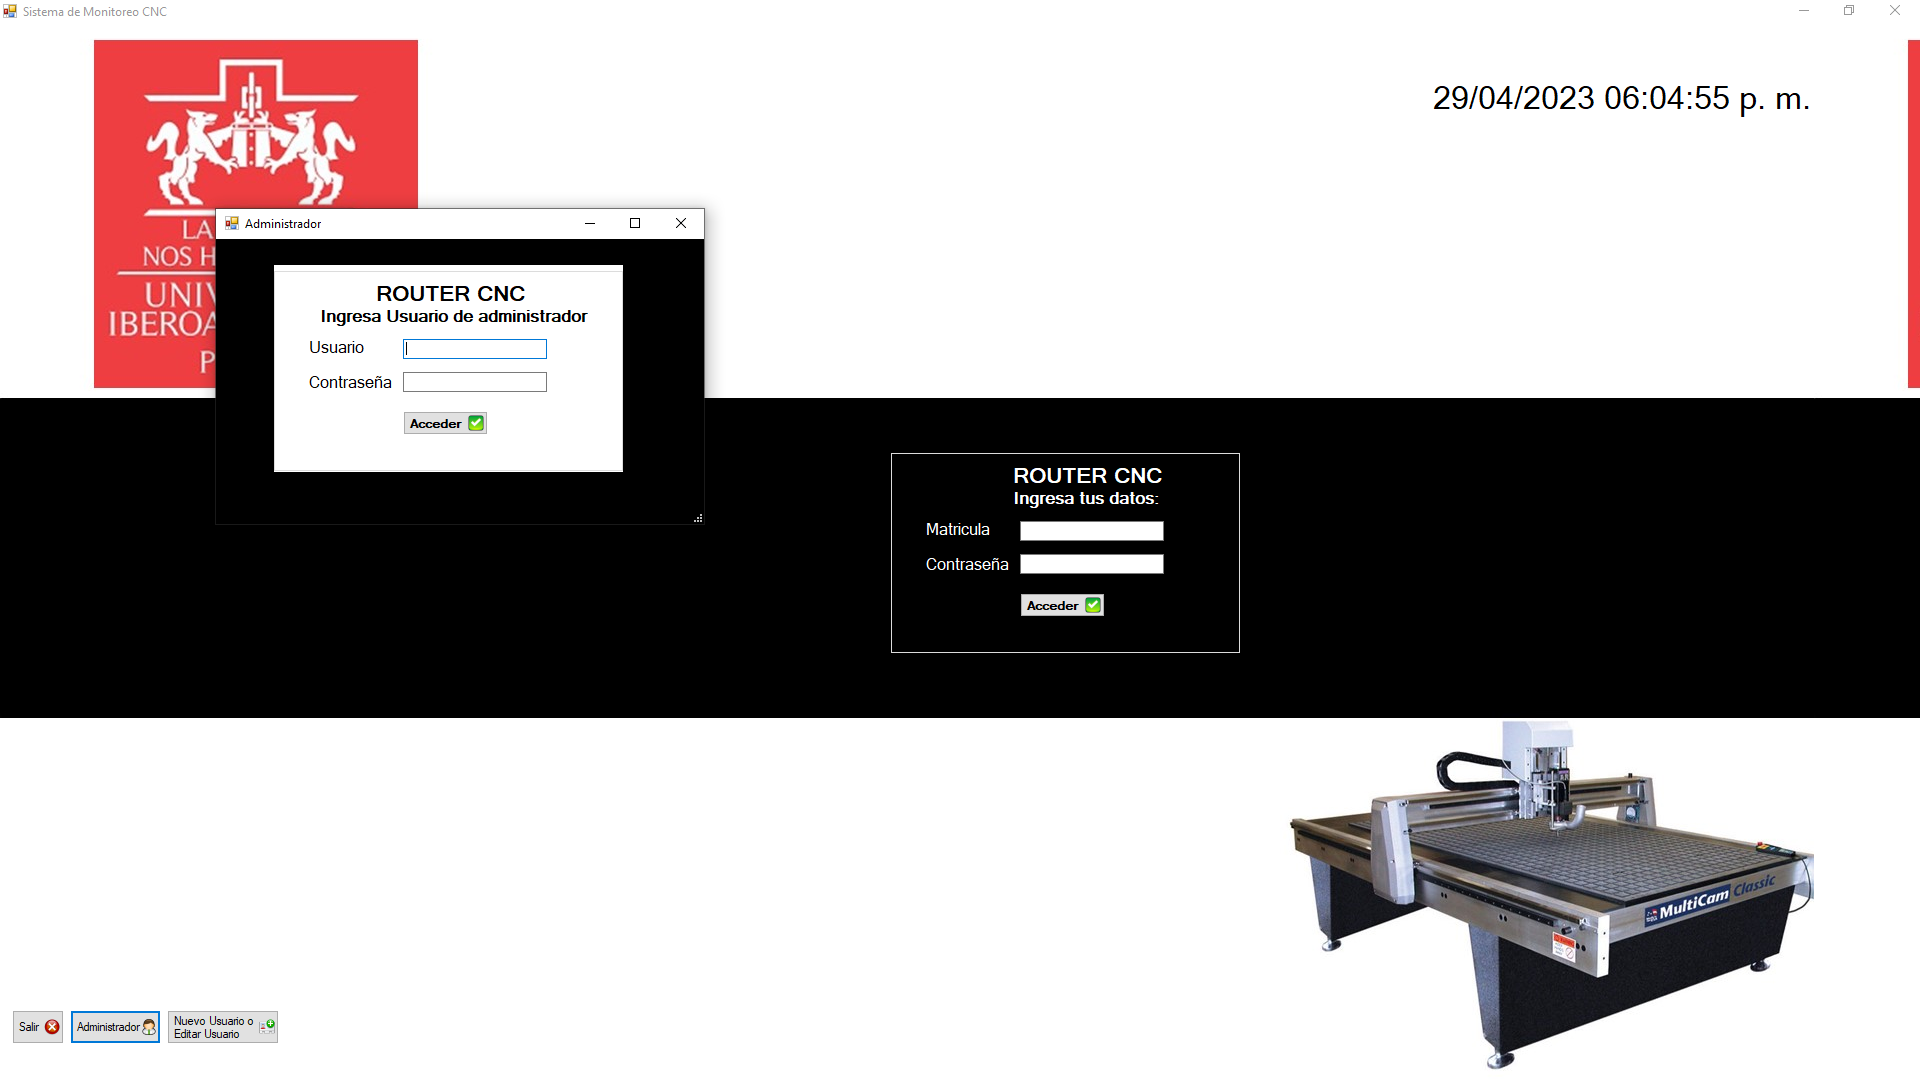 Sistema de Monitoreo CNC
29/04/2023 06:04:55 p. m.
LA
NOS H
UNIV
IBEROA
P
Administrador
ROUTER CNC
Ingresa Usuario de administrador
Usuario
Contraseña
Acceder
ROUTER CNC
Ingresa tus datos:
Matricula
Contraseña
Acceder
MultiCam Classic
Salir
Administrador
Nuevo Usuario o
Editar Usuario